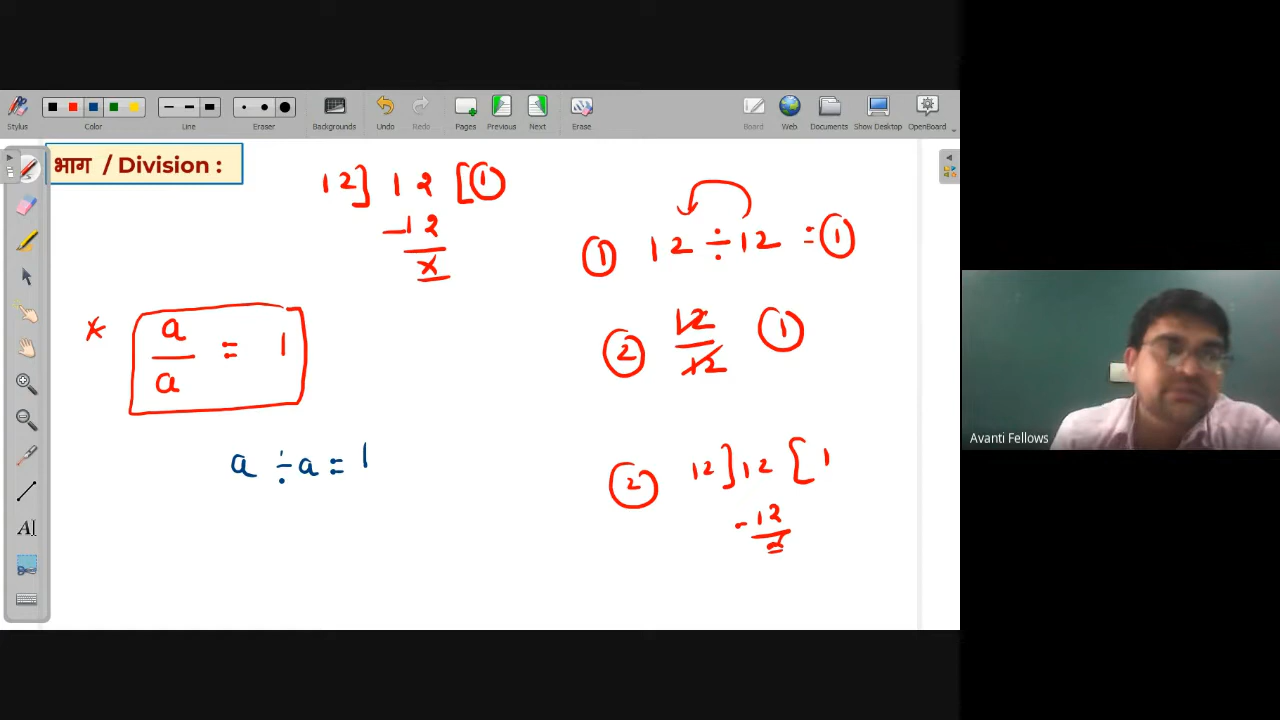 Stylus
Color
Line
Eraser
Backgrounds
Undo
Redo
Pages
Previous
Next
Erase
Board
Web
Documents
Show Desktop
OpenBoard
भाग / Division :
12] 12 [①
-12
x
① 12 ÷ 12 = ①
* a/a = 1
② 12/12 ①
a ÷ a = 1
② 12] 12 [ 1
-12
Avanti Fellows